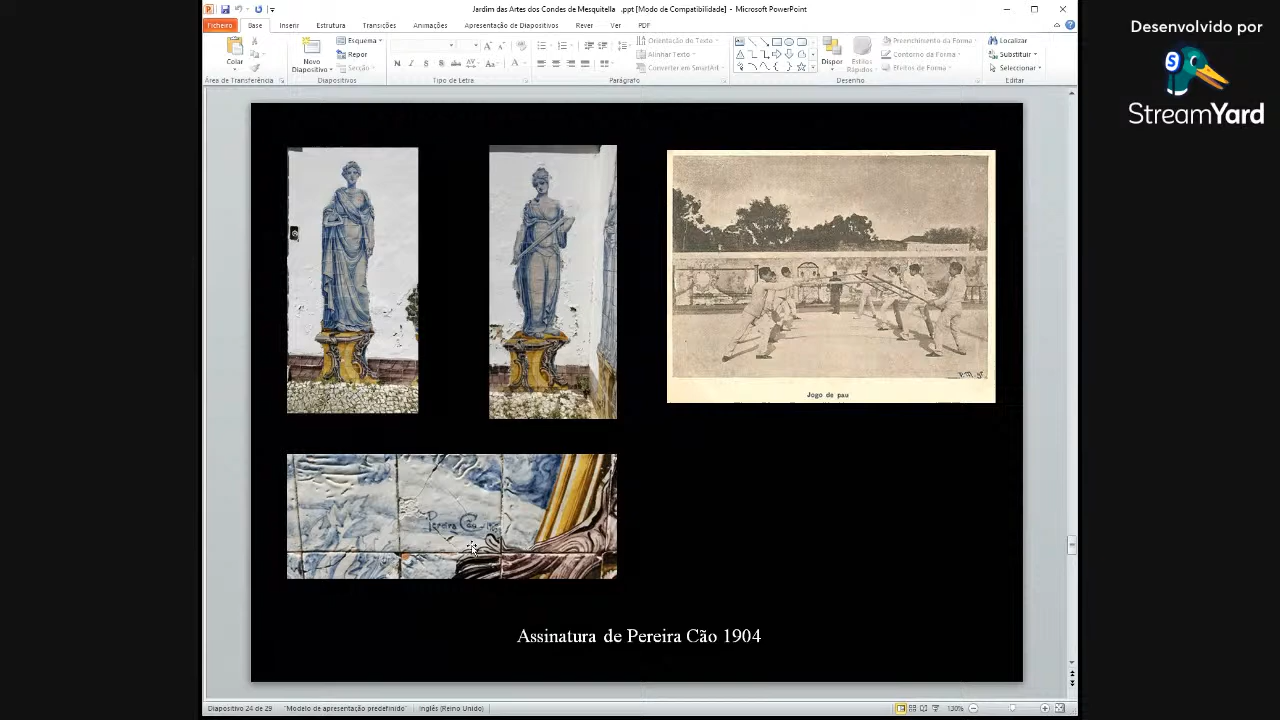 Jardim das Artes dos Condes de Mesquitella .ppt [Modo de Compatibilidade] - Microsoft PowerPoint
Desenvolvido por
StreamYard
Ficheiro Base Inserir Estrutura Transições Animações Apresentação de Diapositivos Rever Ver PDF
Colar
Novo Diapositivo
Esquema
Repor
Secção
Orientação do Texto
Alinhar Texto
Converter em SmartArt
Dispor
Estilos Rápidos
Preenchimento da Forma
Contorno da Forma
Efeitos de Forma
Localizar
Substituir
Selecionar
Área de Transferência Diapositivos Tipo de Letra Parágrafo Desenho Editar
Jogo de pau
Pereira Cão
Assinatura de Pereira Cão 1904
Diapositivo 24 de 29 "Modelo de apresentação predefinido" Inglês (Reino Unido) 130%